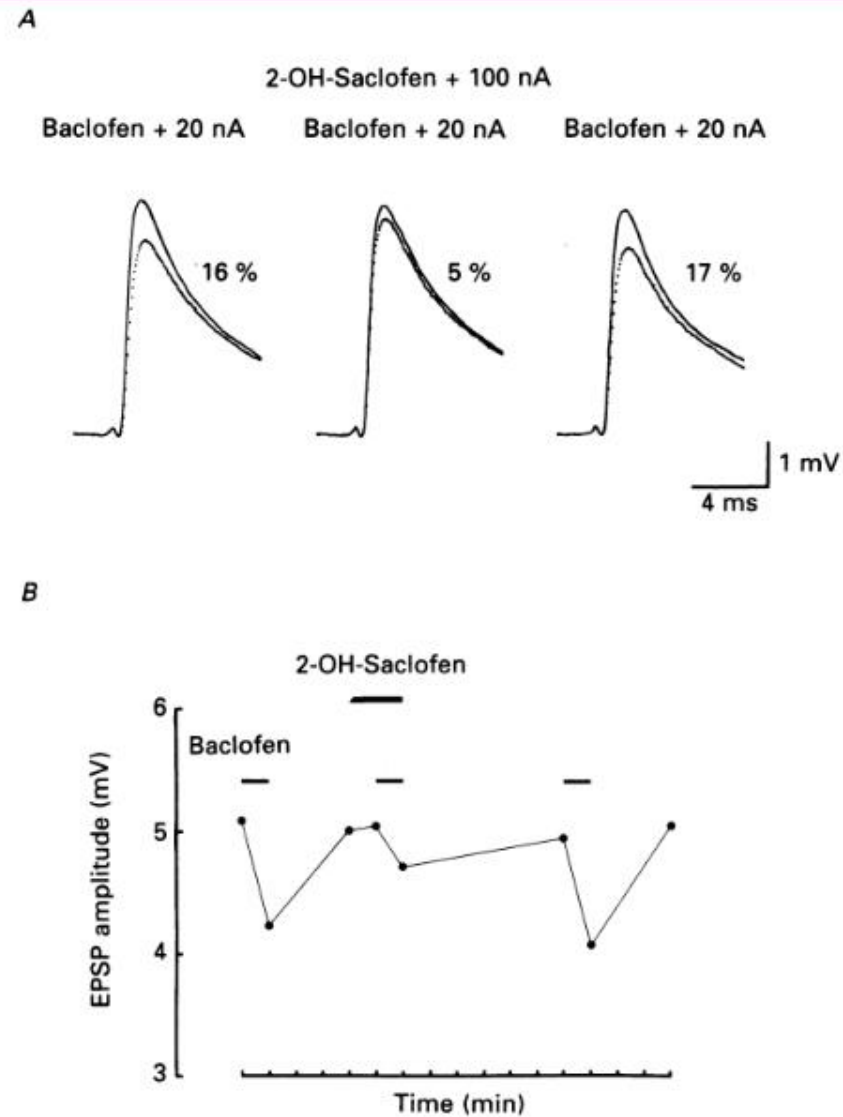 A
2-OH-Saclofen + 100 nA
Baclofen + 20 nA Baclofen + 20 nA Baclofen + 20 nA
16 % 5 % 17 %
1 mV
4 ms
B
2-OH-Saclofen
6
Baclofen
5
4
3
EPSP amplitude (mV)
Time (min)